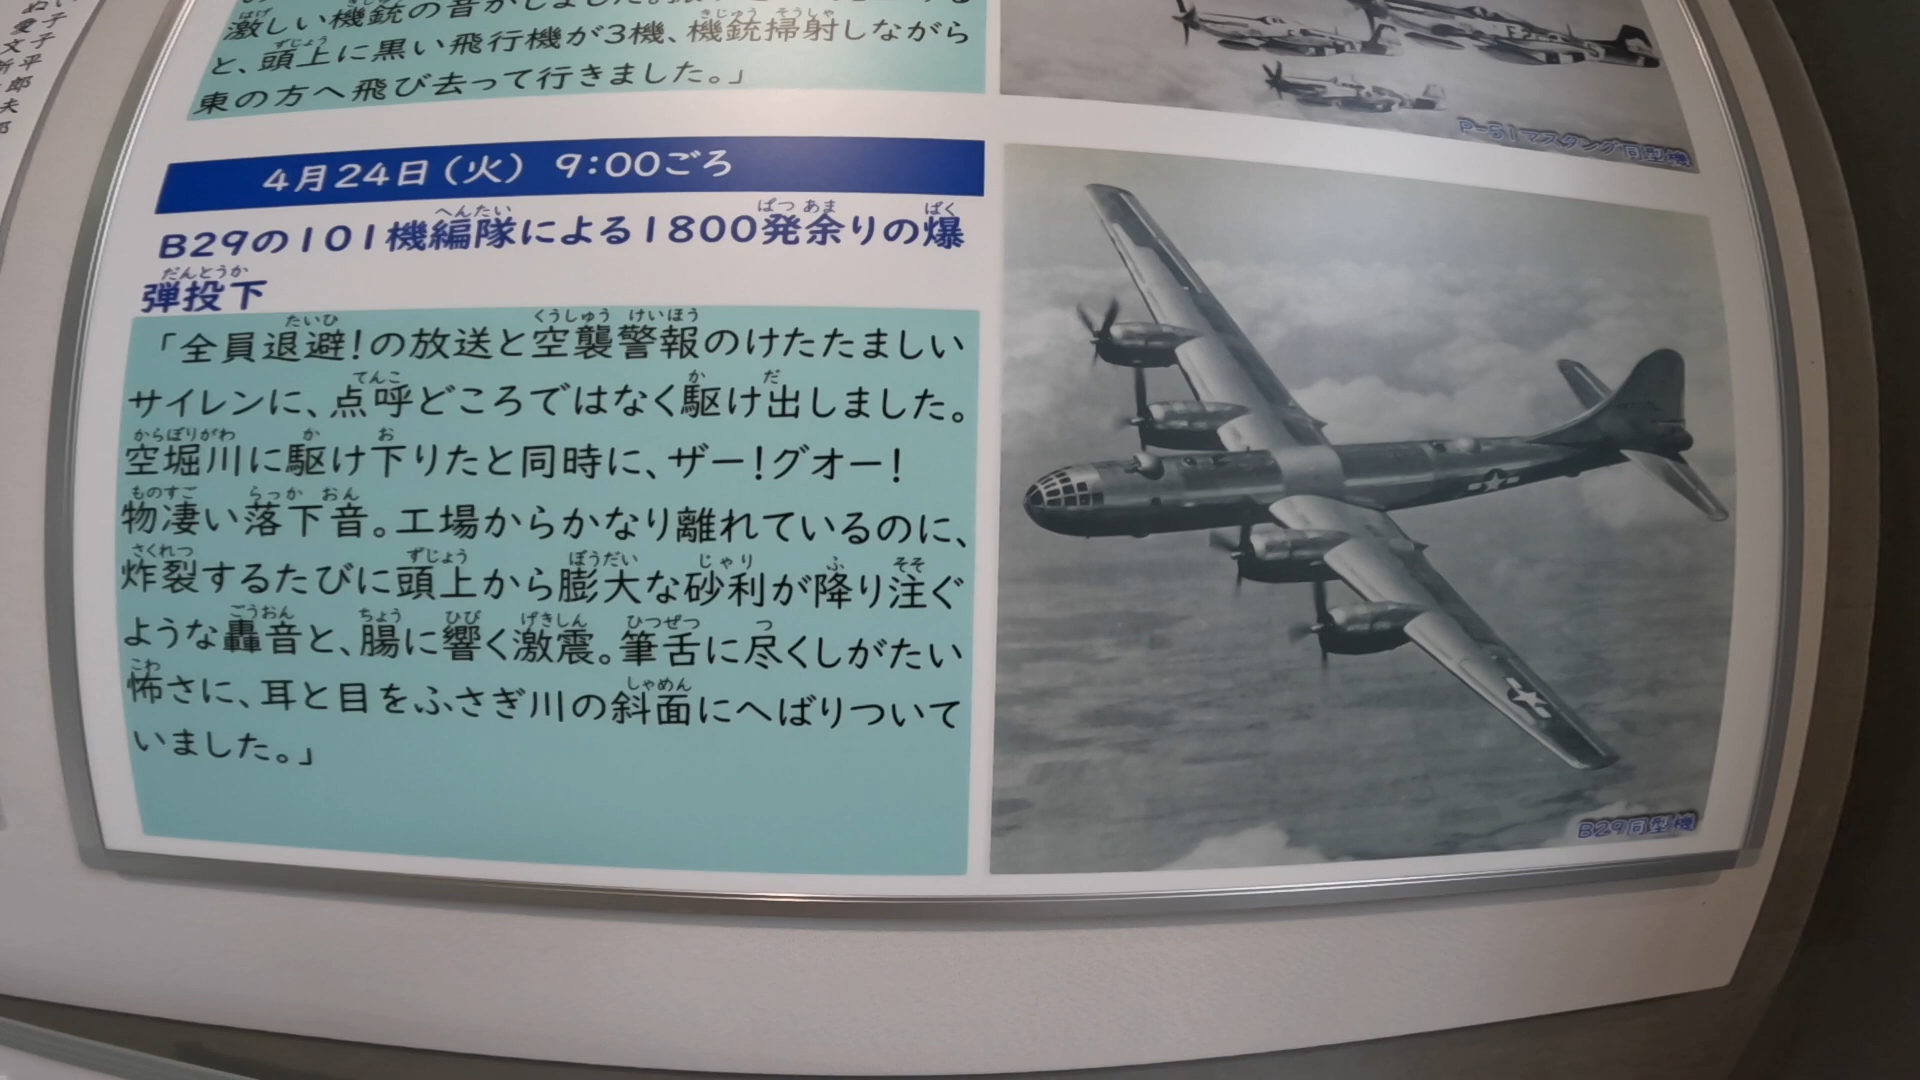 激しい機銃の音がしました。
と、頭上に黒い飛行機が3機、機銃掃射しながら
東の方へ飛び去って行きました。」
P-51マスタング同型機
4月24日(火) 9:00ごろ
B29の101機編隊による1800発余りの爆
弾投下
「全員退避!の放送と空襲警報のけたたましい
サイレンに、点呼どころではなく駆け出しました。
空堀川に駆け下りたと同時に、ザー!グオー!
物凄い落下音。工場からかなり離れているのに、
炸裂するたびに頭上から膨大な砂利が降り注ぐ
ような轟音と、腸に響く激震。筆舌に尽くしがたい
怖さに、耳と目をふさぎ川の斜面にへばりついて
いました。」
B29同型機